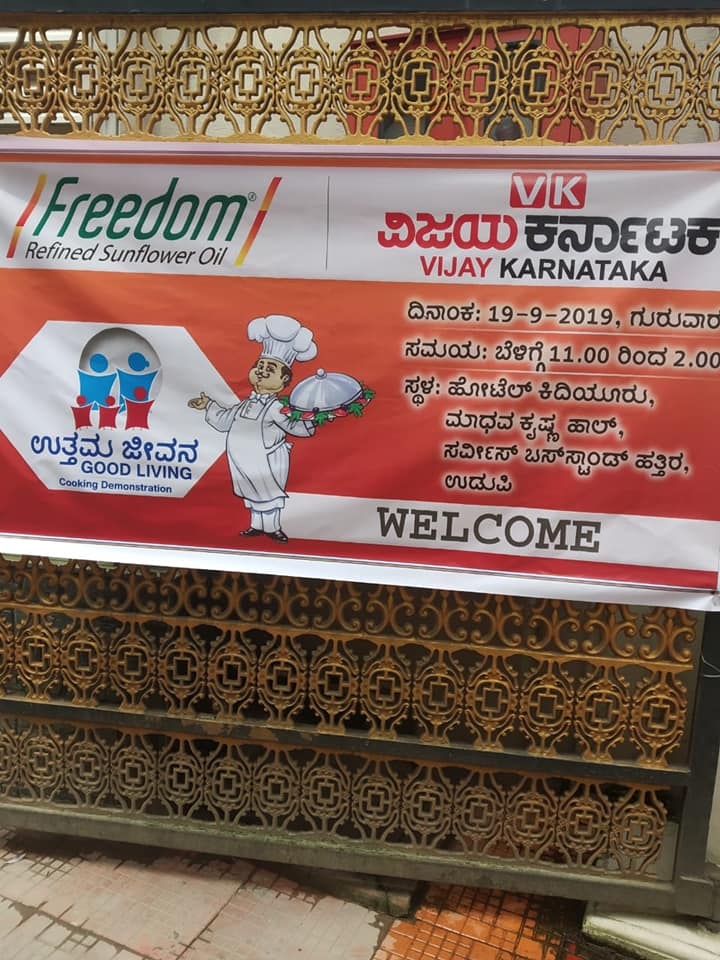 Freedom®
Refined Sunflower Oil
VK
ವಿಜಯ ಕರ್ನಾಟಕ
VIJAY KARNATAKA
ದಿನಾಂಕ: 19-9-2019, ಗುರುವಾರ
ಸಮಯ: ಬೆಳಿಗ್ಗೆ 11.00 ರಿಂದ 2.00
ಸ್ಥಳ: ಹೋಟೆಲ್ ಕಿದಿಯೂರು,
ಮಾಧವ ಕೃಷ್ಣ ಹಾಲ್,
ಸರ್ವೀಸ್ ಬಸ್‌ಸ್ಟಾಂಡ್ ಹತ್ತಿರ,
ಉಡುಪಿ
ಉತ್ತಮ ಜೀವನ
GOOD LIVING
Cooking Demonstration
WELCOME